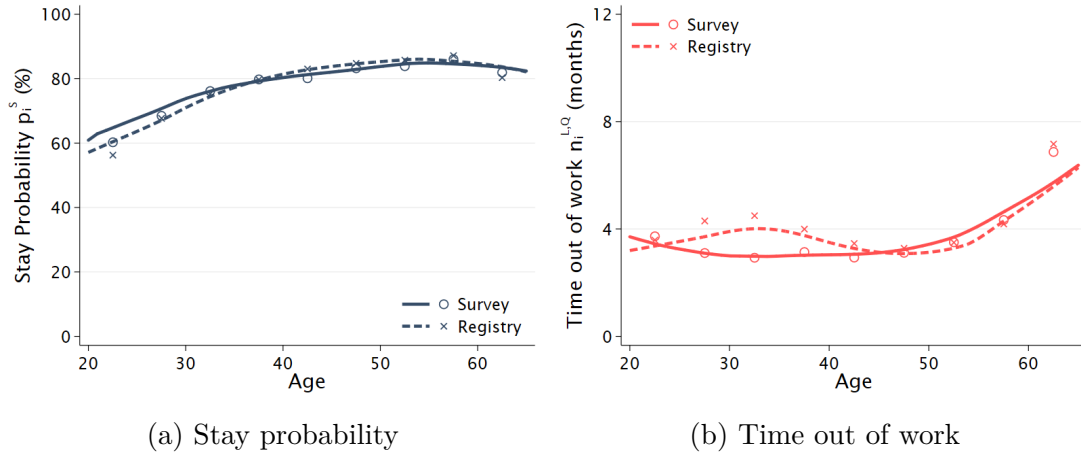 100
80
60
40
20
0
Stay Probability pᵢˢ (%)
Survey
Registry
20 30 40 50 60
Age
(a) Stay probability
12
8
4
0
Time out of work nᵢᴸ,Q (months)
Survey
Registry
20 30 40 50 60
Age
(b) Time out of work